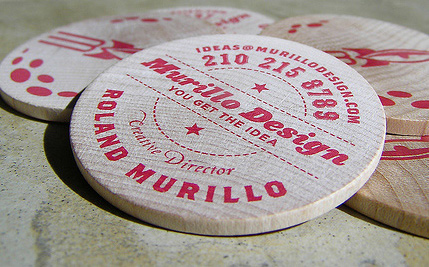 IDEAS@MURILLODESIGN.COM
210 215 8789
Murillo Design
YOU GET THE IDEA
Creative Director
ROLAND MURILLO